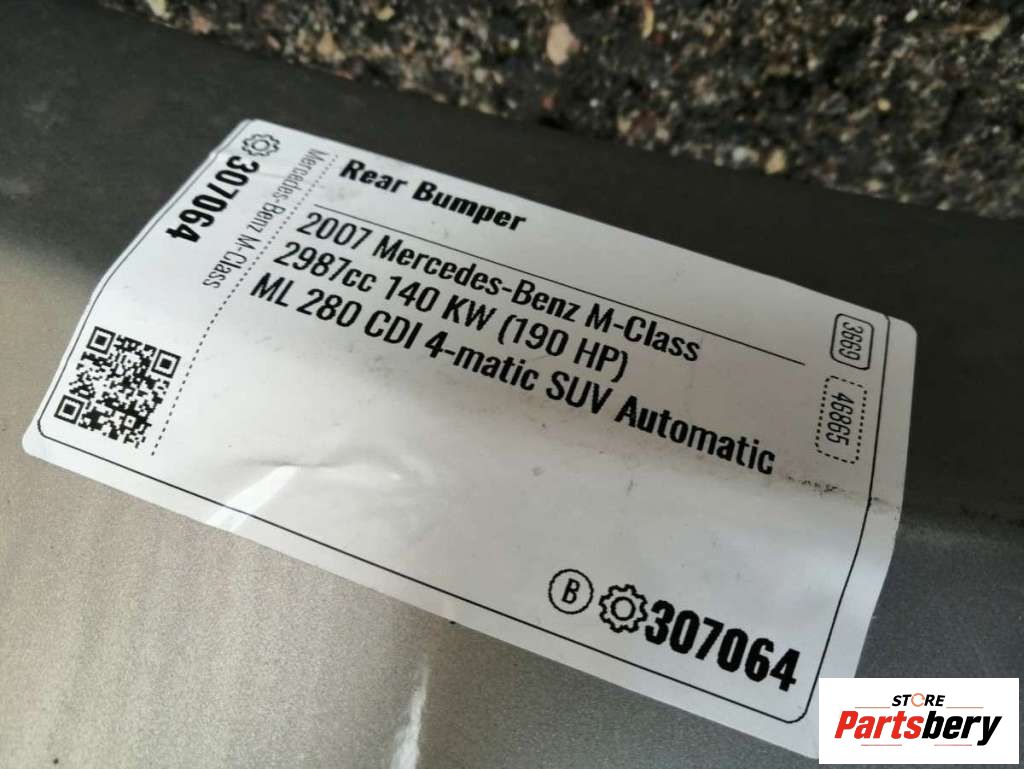 307064
Mercedes-Benz M-Class
Rear Bumper
2007 Mercedes-Benz M-Class
2987cc 140 KW (190 HP)
ML 280 CDI 4-matic SUV Automatic
3669
46865
B 307064
STORE
Partsbery